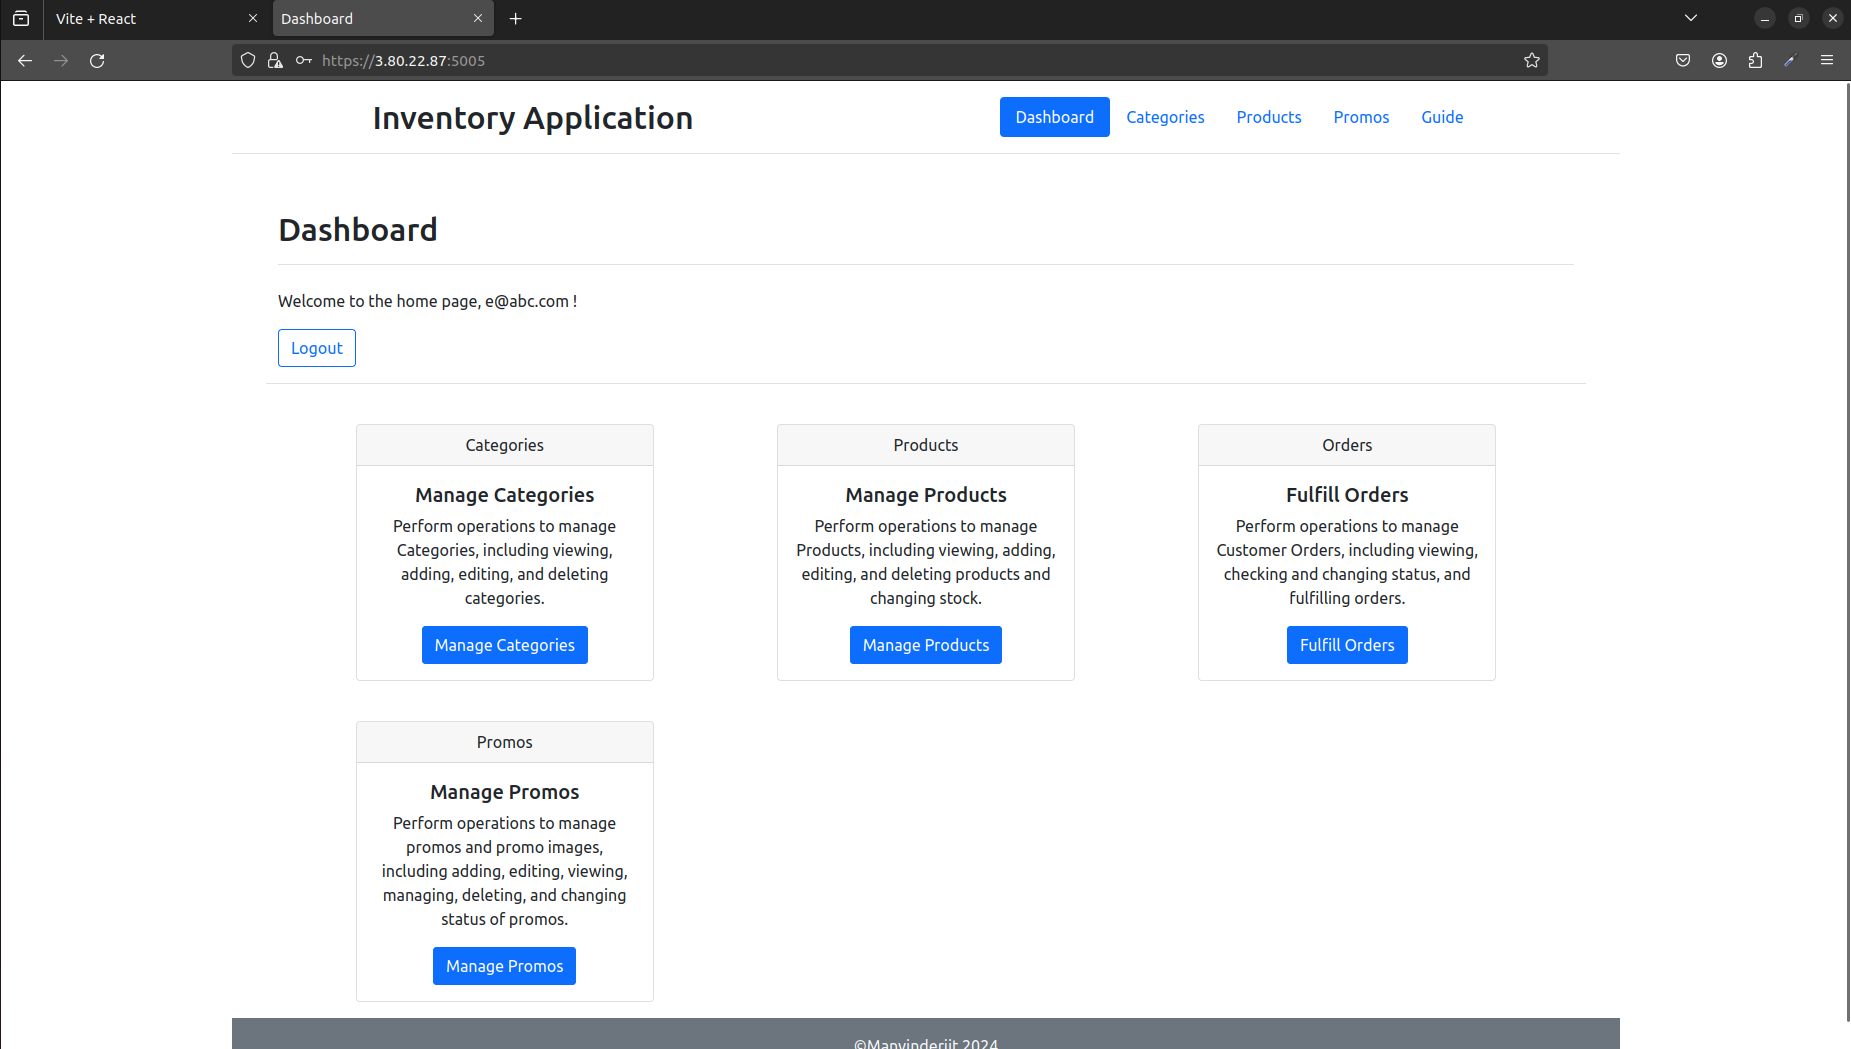 Vite + React
Dashboard
https://3.80.22.87:5005
Inventory Application
Dashboard
Categories
Products
Promos
Guide
Dashboard
Welcome to the home page, e@abc.com !
Logout
Categories
Manage Categories
Perform operations to manage
Categories, including viewing,
adding, editing, and deleting
categories.
Manage Categories
Products
Manage Products
Perform operations to manage
Products, including viewing, adding,
editing, and deleting products and
changing stock.
Manage Products
Orders
Fulfill Orders
Perform operations to manage
Customer Orders, including viewing,
checking and changing status, and
fulfilling orders.
Fulfill Orders
Promos
Manage Promos
Perform operations to manage
promos and promo images,
including adding, editing, viewing,
managing, deleting, and changing
status of promos.
Manage Promos
©Manvinderjit 2024